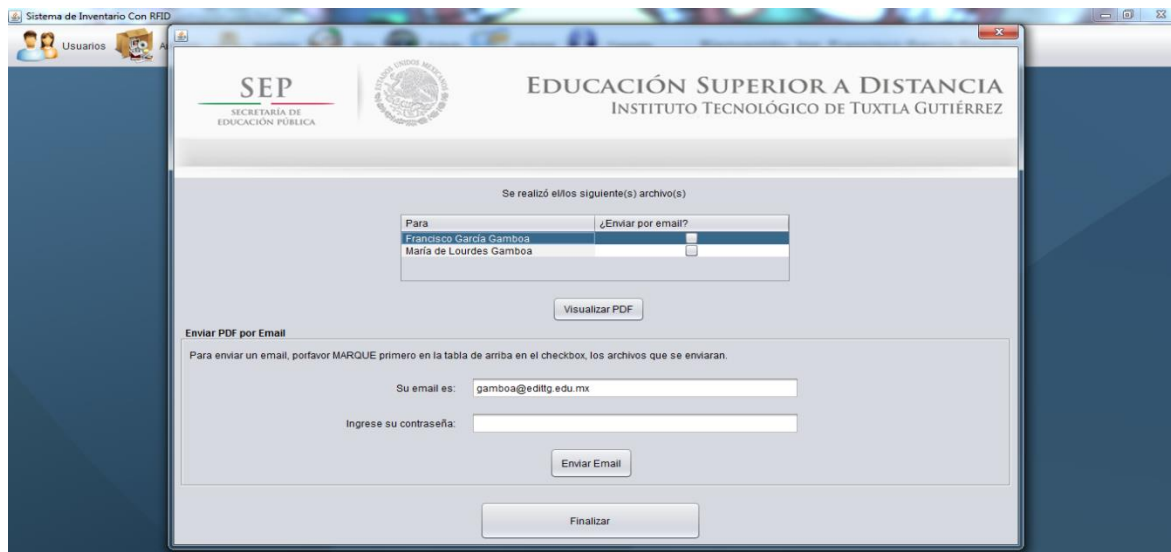 Sistema de Inventario Con RFID
Usuarios
SEP
SECRETARÍA DE
EDUCACIÓN PÚBLICA
ESTADOS UNIDOS MEXICANOS
EDUCACIÓN SUPERIOR A DISTANCIA
INSTITUTO TECNOLÓGICO DE TUXTLA GUTIÉRREZ
Se realizó el/los siguiente(s) archivo(s)
Para ¿Enviar por email?
Francisco García Gamboa
María de Lourdes Gamboa
Visualizar PDF
Enviar PDF por Email
Para enviar un email, porfavor MARQUE primero en la tabla de arriba en el checkbox, los archivos que se enviaran.
Su email es: gamboa@edittg.edu.mx
Ingrese su contraseña:
Enviar Email
Finalizar